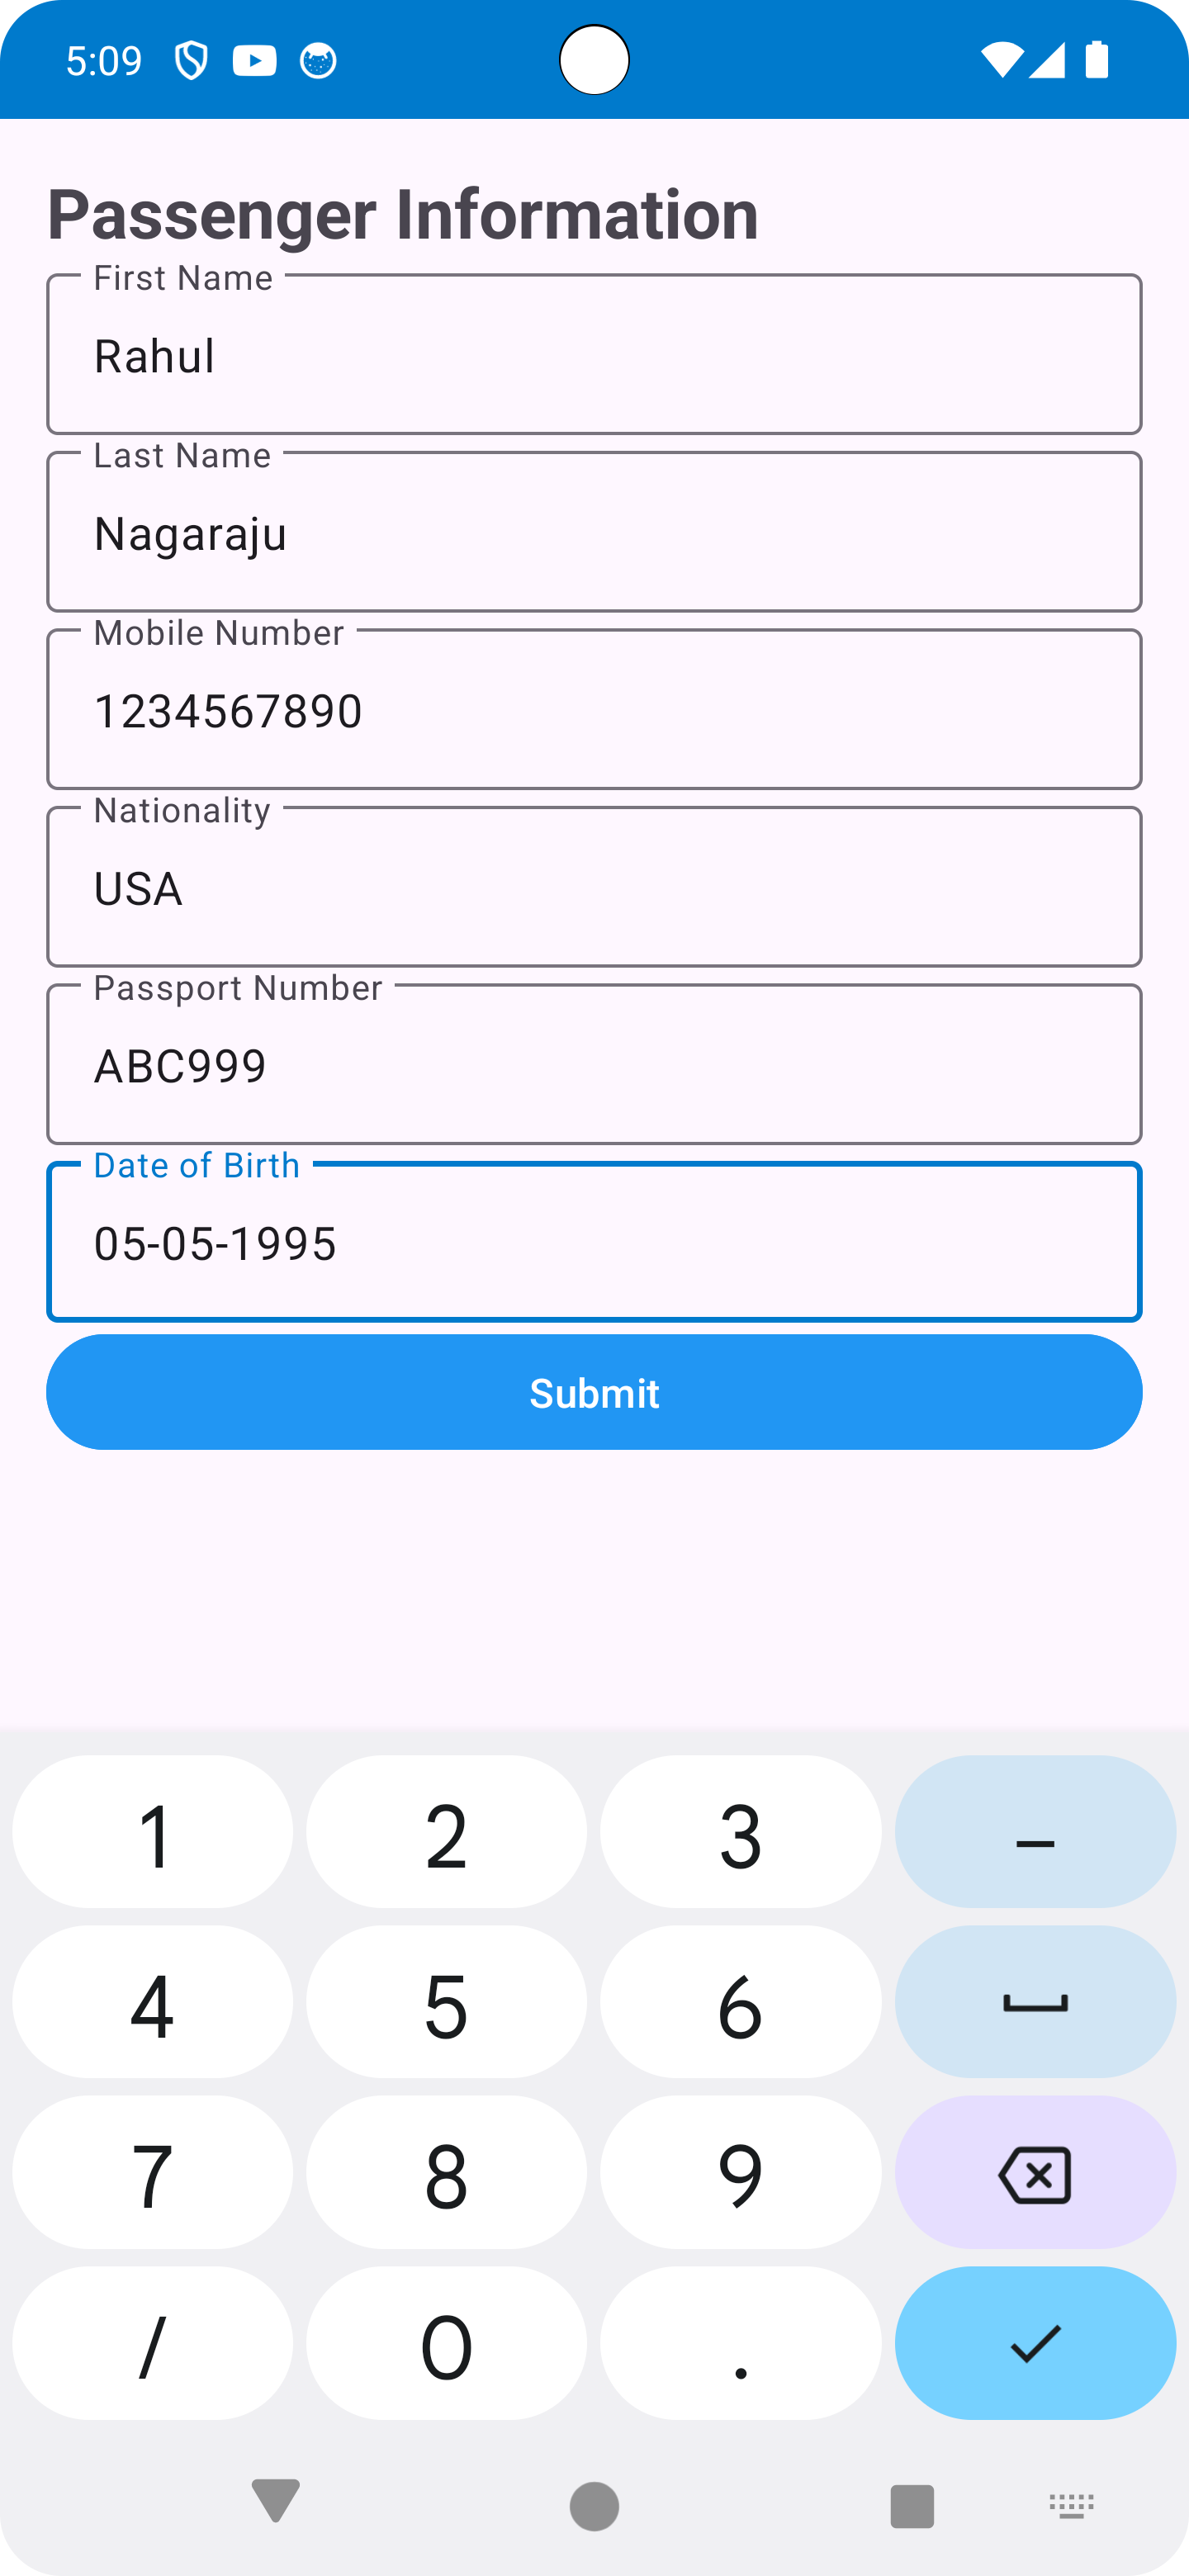 5:09
Passenger Information
First Name
Rahul
Last Name
Nagaraju
Mobile Number
1234567890
Nationality
USA
Passport Number
ABC999
Date of Birth
05-05-1995
Submit
1 2 3 –
4 5 6
7 8 9
/ 0 .